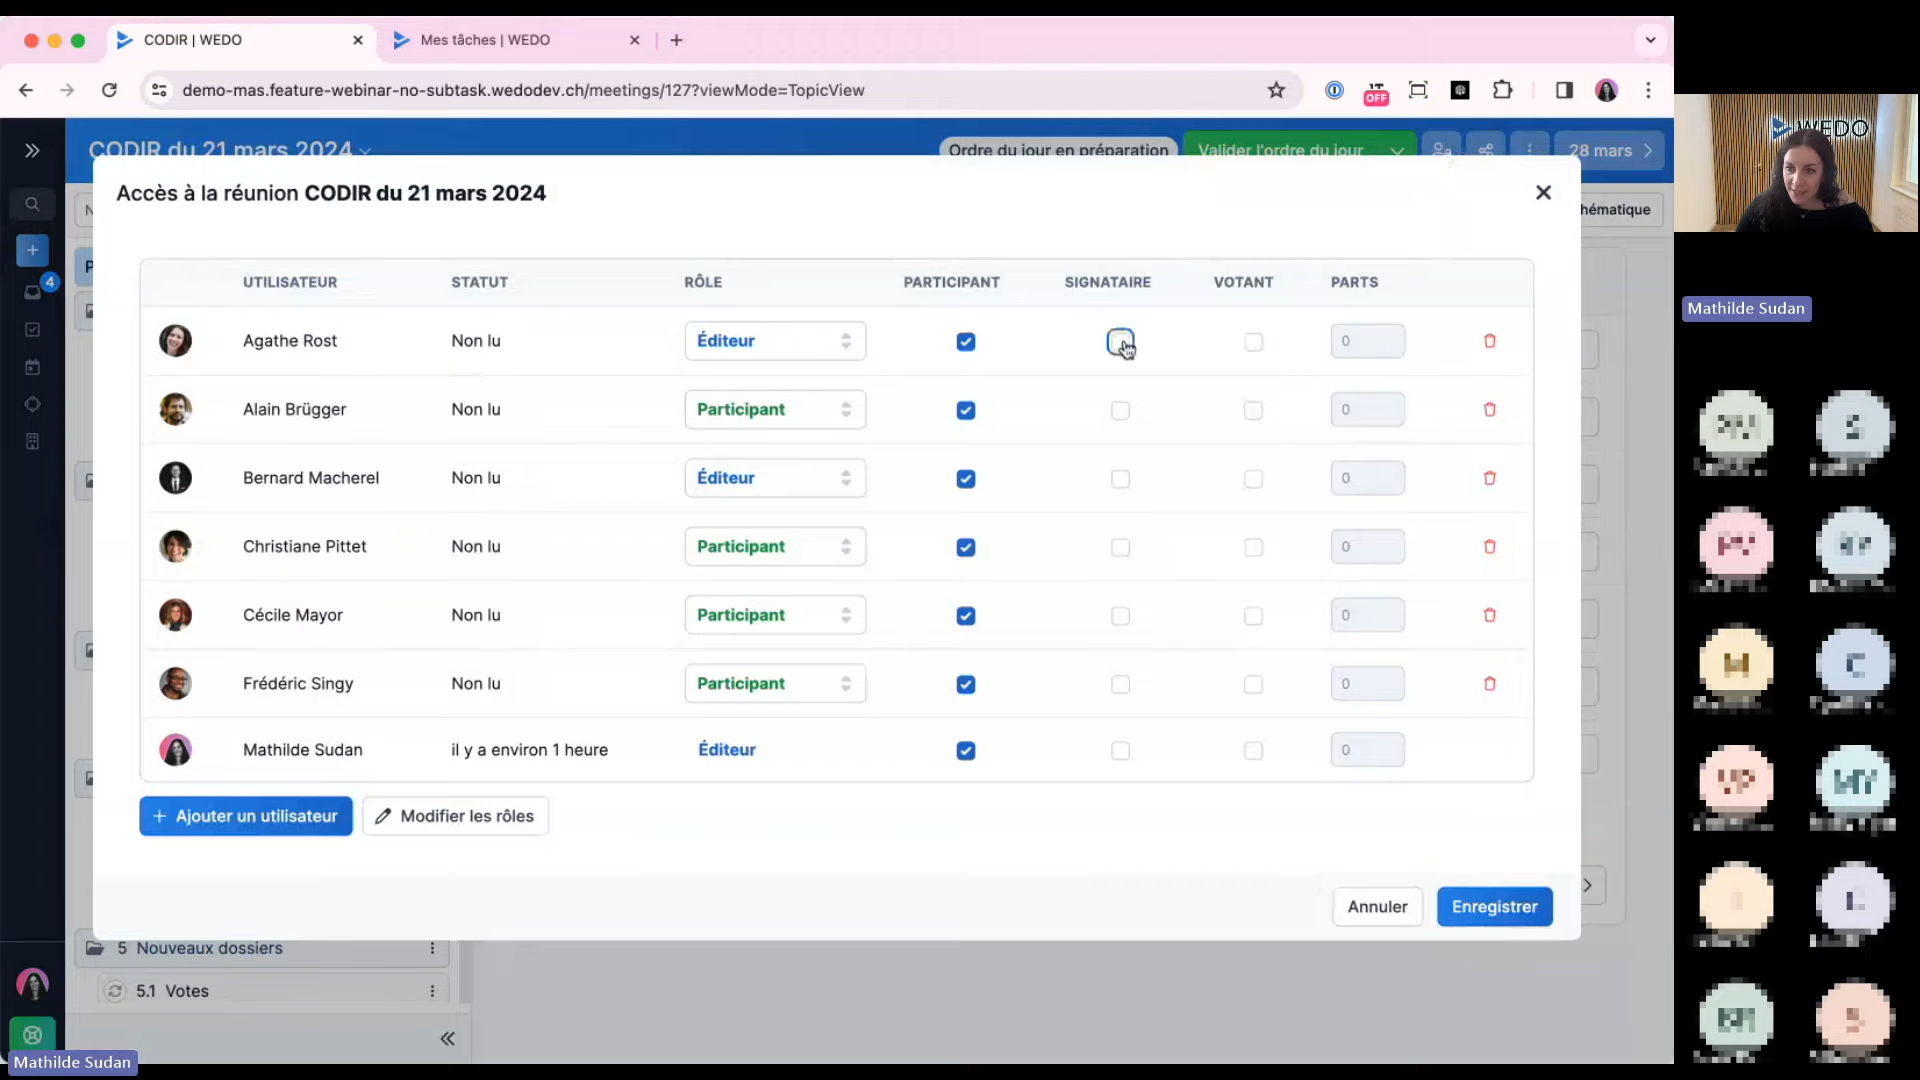 CODIR | WEDO
Mes tâches | WEDO
demo-mas.feature-webinar-no-subtask.wedodev.ch/meetings/127?viewMode=TopicView
OFF
CODIR du 21 mars 2024
Ordre du jour en préparation
Valider l'ordre du jour
28 mars
WEDO
Accès à la réunion CODIR du 21 mars 2024
hématique
4
UTILISATEUR STATUT RÔLE PARTICIPANT SIGNATAIRE VOTANT PARTS
Agathe Rost Non lu Éditeur 0
Alain Brügger Non lu Participant 0
Bernard Macherel Non lu Éditeur 0
Christiane Pittet Non lu Participant 0
Cécile Mayor Non lu Participant 0
Frédéric Singy Non lu Participant 0
Mathilde Sudan il y a environ 1 heure Éditeur 0
+ Ajouter un utilisateur
Modifier les rôles
Annuler
Enregistrer
5 Nouveaux dossiers
5.1 Votes
Mathilde Sudan
Mathilde Sudan